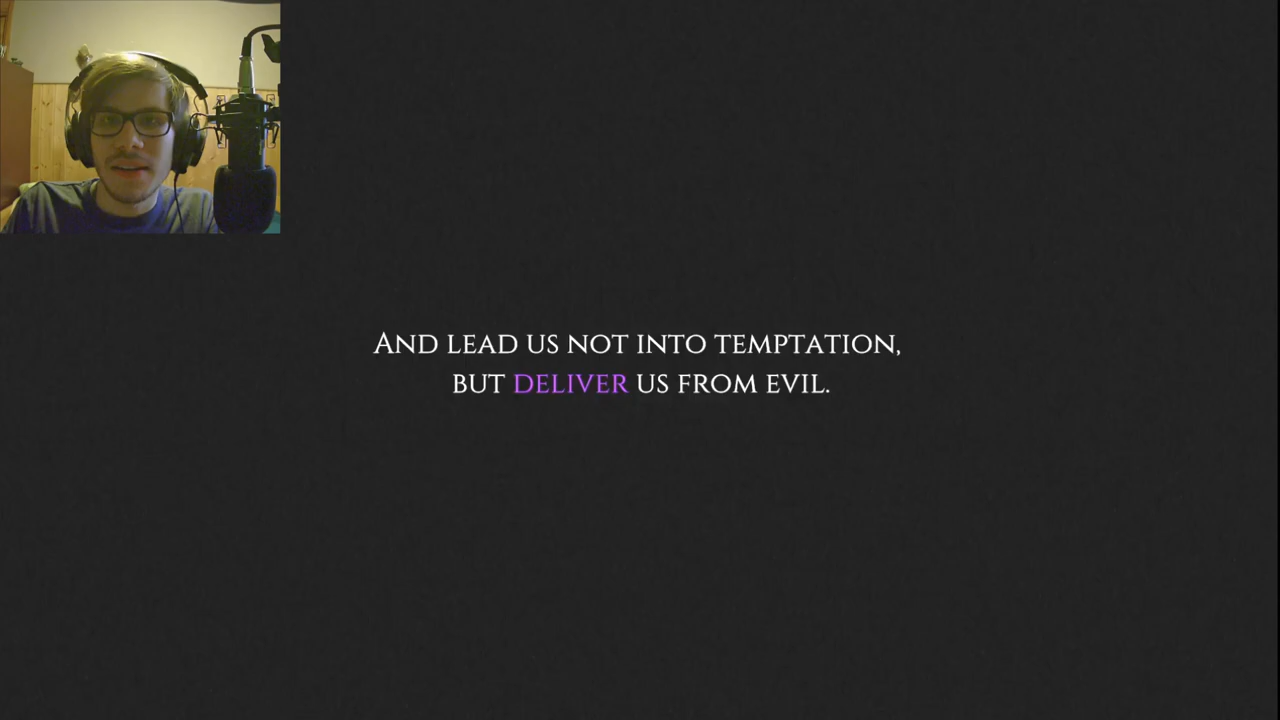 And lead us not into temptation,
but deliver us from evil.